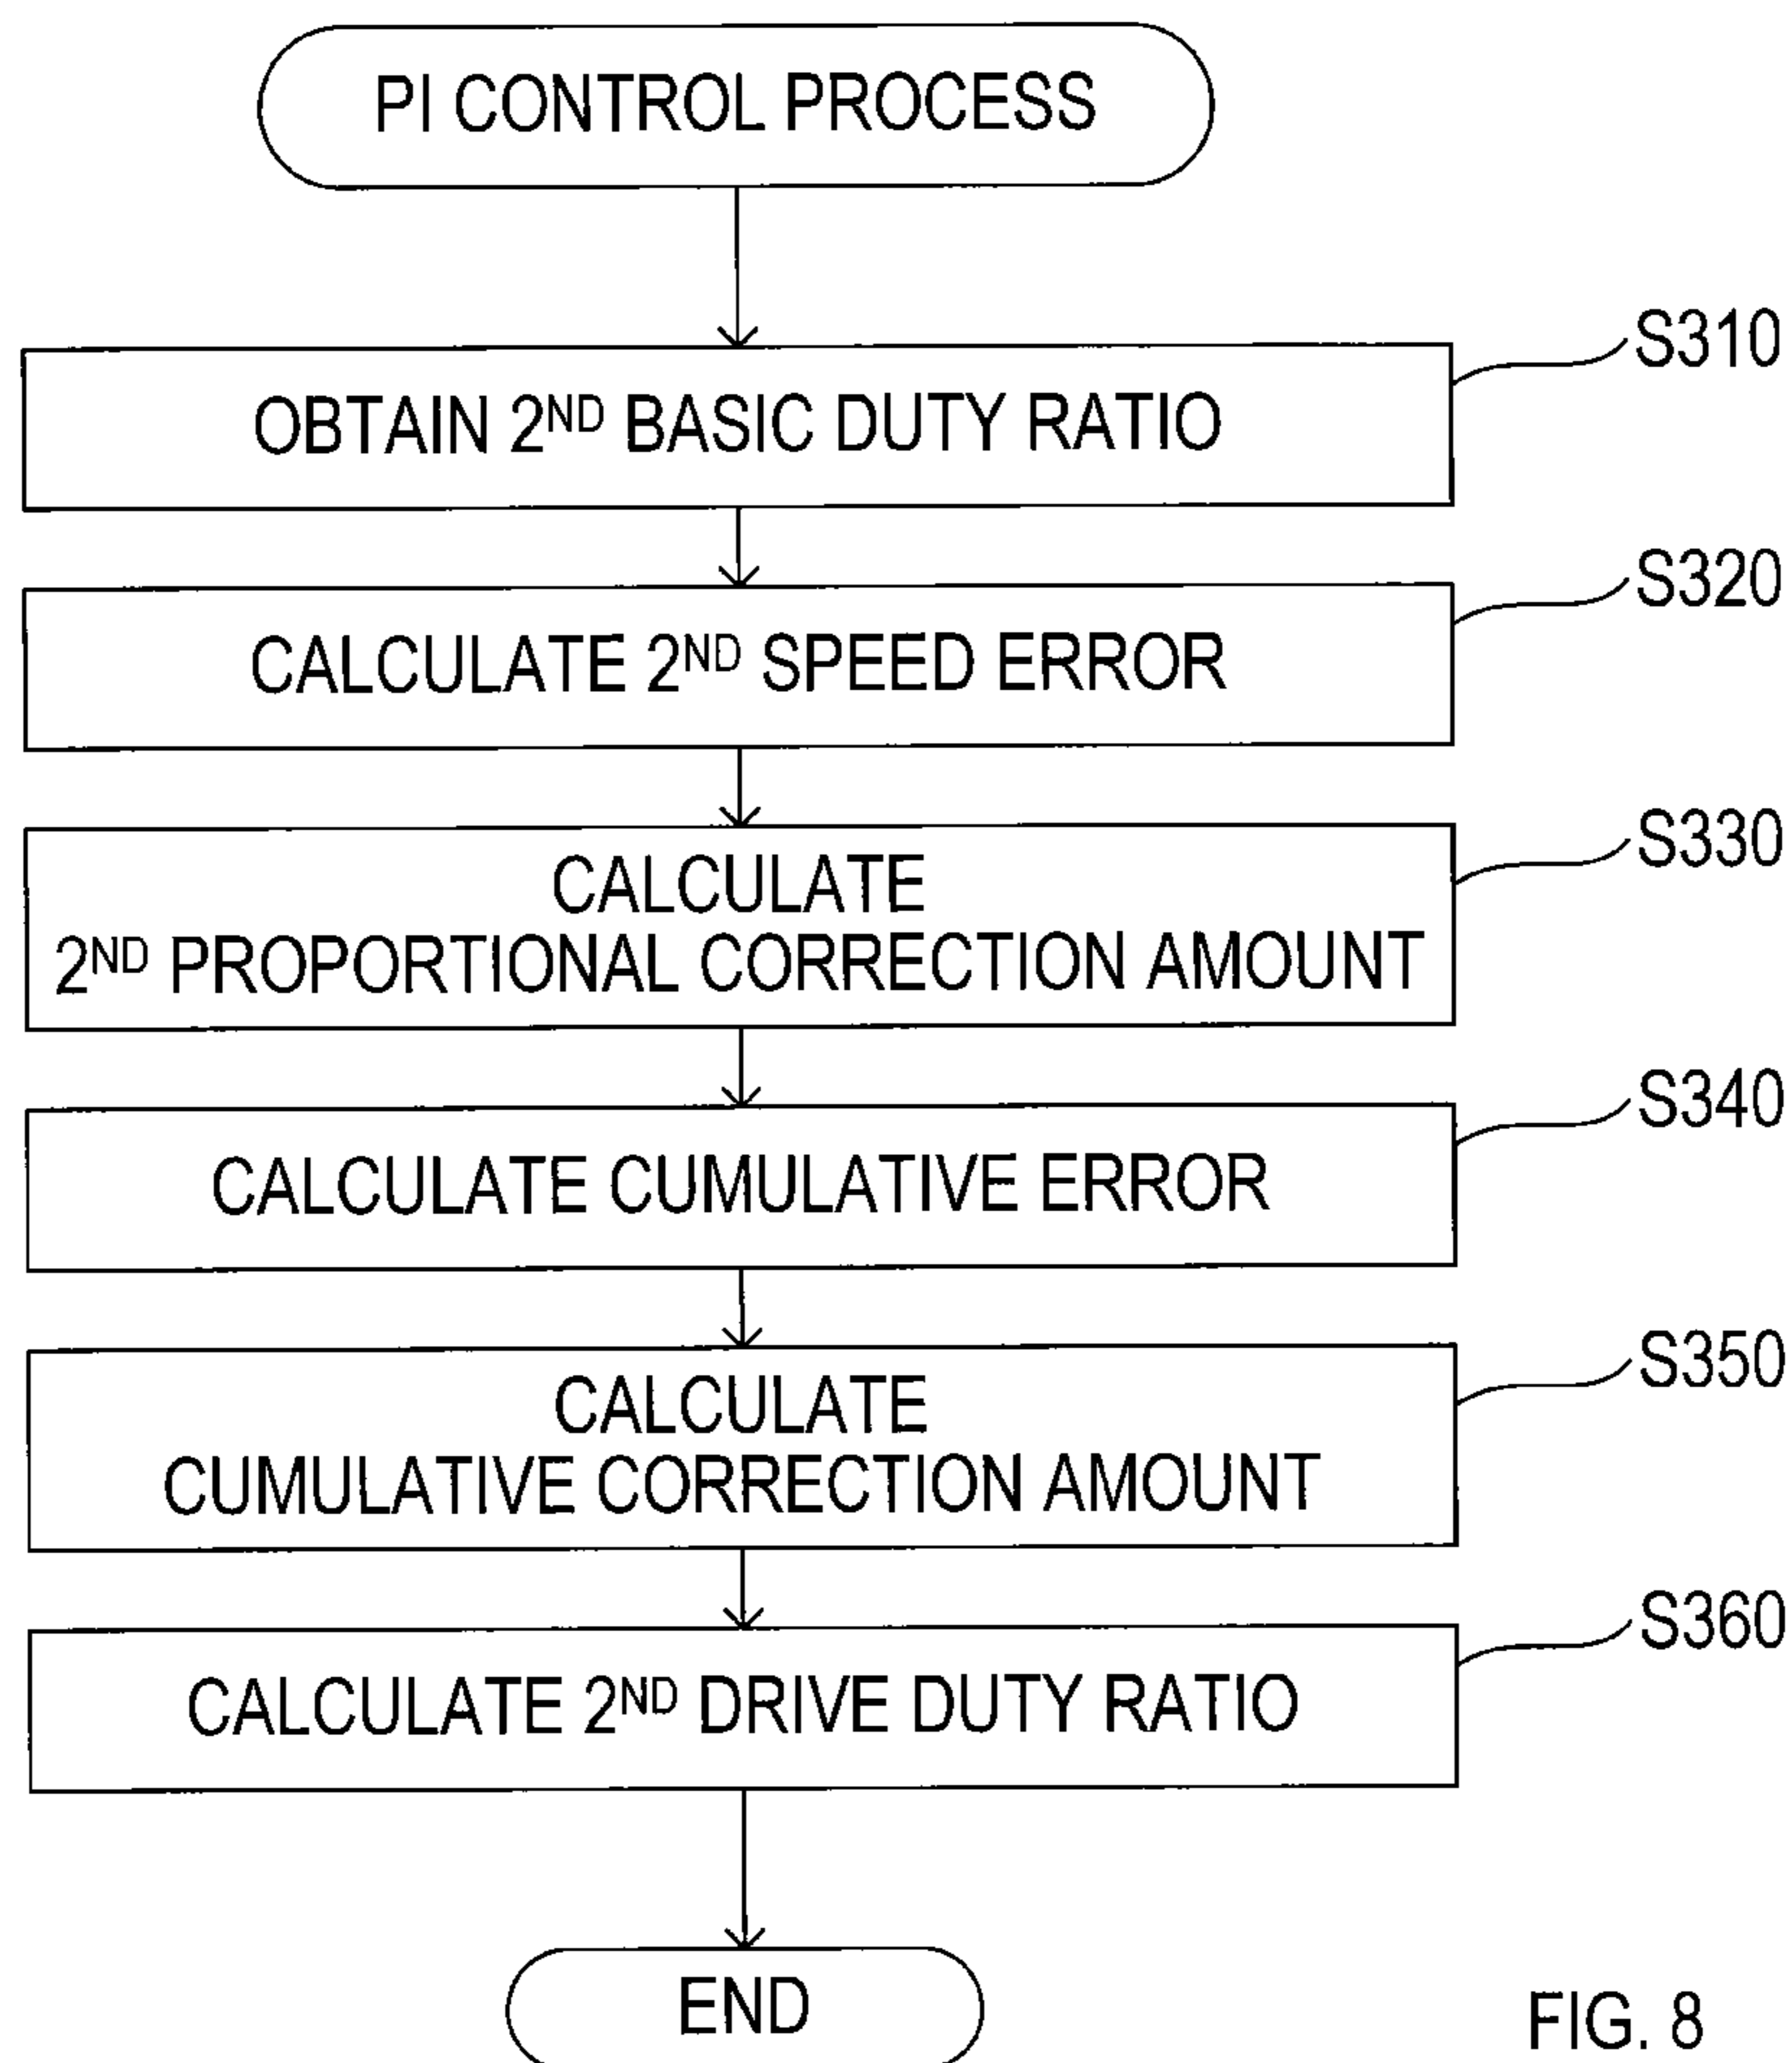 PI CONTROL PROCESS
S310
OBTAIN 2ND BASIC DUTY RATIO
S320
CALCULATE 2ND SPEED ERROR
S330
CALCULATE
2ND PROPORTIONAL CORRECTION AMOUNT
S340
CALCULATE CUMULATIVE ERROR
S350
CALCULATE
CUMULATIVE CORRECTION AMOUNT
S360
CALCULATE 2ND DRIVE DUTY RATIO
END
FIG. 8